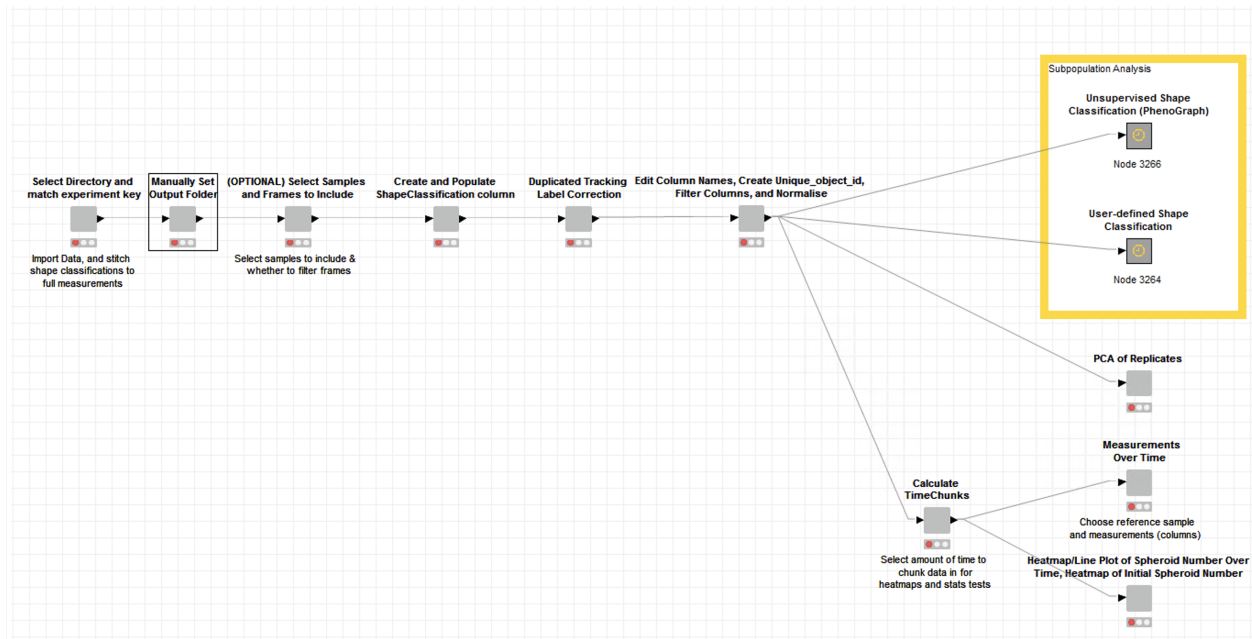 Subpopulation Analysis
Unsupervised Shape
Classification (PhenoGraph)
Node 3266
Select Directory and
match experiment key
Import Data, and stitch
shape classifications to
full measurements
Manually Set
Output Folder
(OPTIONAL) Select Samples
and Frames to Include
Select samples to include &
whether to filter frames
Create and Populate
ShapeClassification column
Duplicated Tracking
Label Correction
Edit Column Names, Create Unique_object_id,
Filter Columns, and Normalise
User-defined Shape
Classification
Node 3264
PCA of Replicates
Calculate
TimeChunks
Select amount of time to
chunk data in for
heatmaps and stats tests
Measurements
Over Time
Choose reference sample
and measurements (columns)
Heatmap/Line Plot of Spheroid Number Over
Time, Heatmap of Initial Spheroid Number